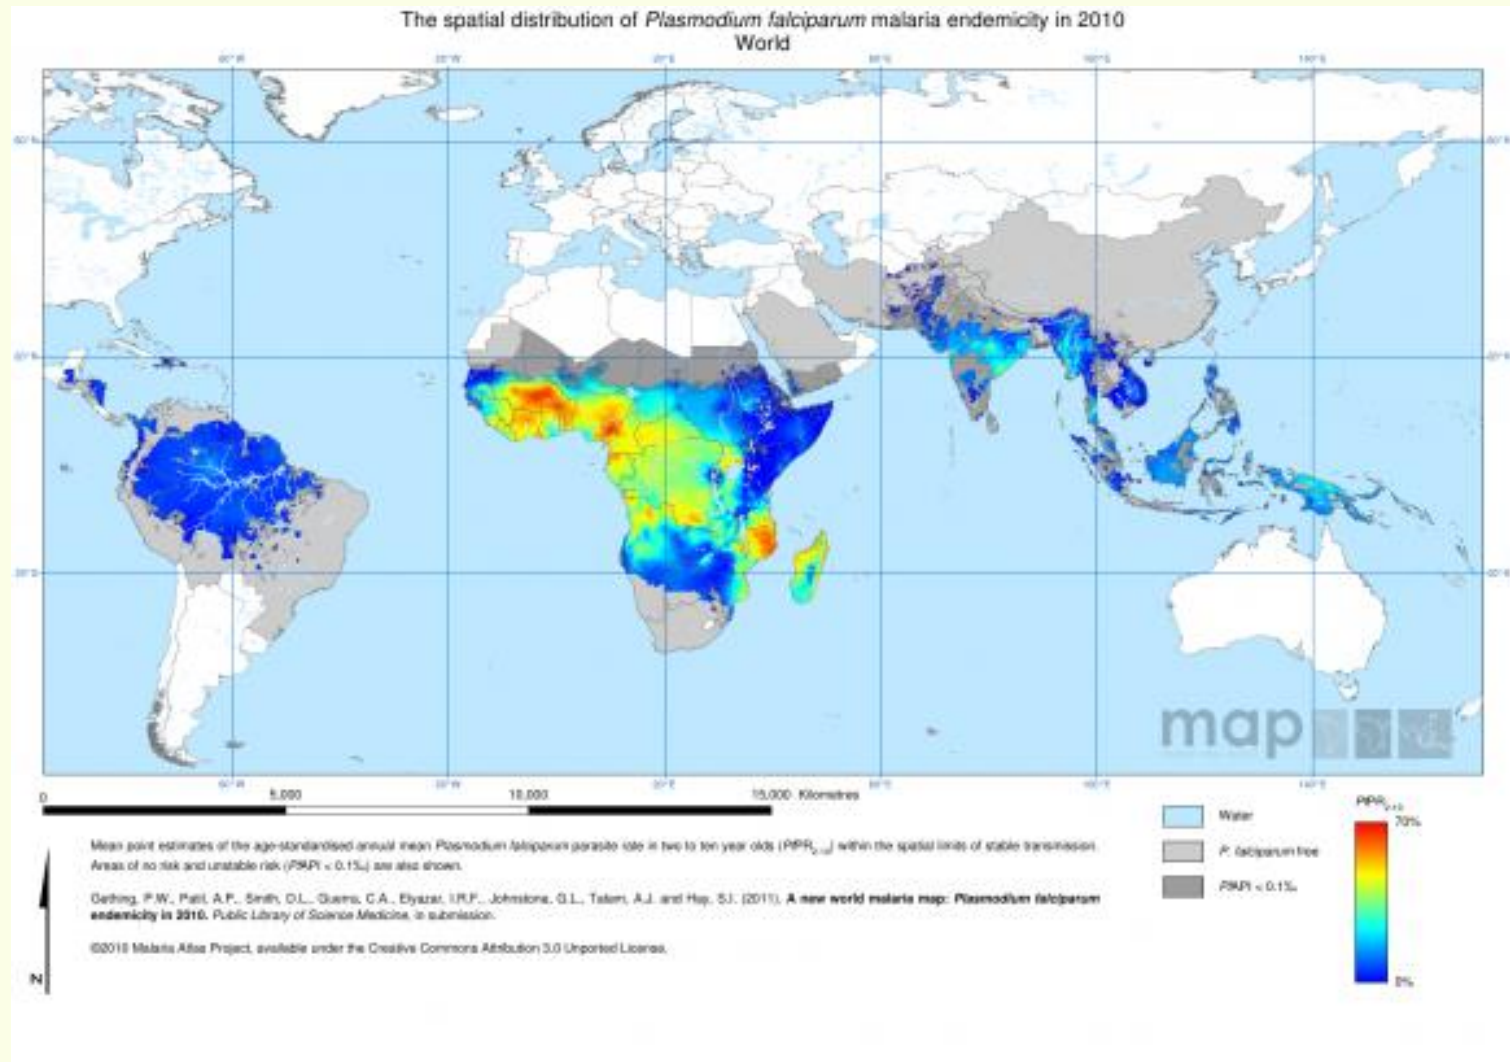 The spatial distribution of Plasmodium falciparum malaria endemicity in 2010
World
0 5,000 10,000 15,000 Kilometres
map
Water
P. falciparum free
PfAPI < 0.1‰
PfPR2-10
70%
0%
Mean point estimates of the age-standardised annual mean Plasmodium falciparum parasite rate in two to ten year olds (PfPR2-10) within the spatial limits of stable transmission.
Areas of no risk and unstable risk (PfAPI < 0.1‰) are also shown.
Gething, P.W., Patil, A.P., Smith, D.L., Guerra, C.A., Elyazar, I.R.F., Johnstone, G.L., Tatem, A.J. and Hay, S.I. (2011). A new world malaria map: Plasmodium falciparum
endemicity in 2010. Public Library of Science Medicine, in submission.
©2010 Malaria Atlas Project, available under the Creative Commons Attribution 3.0 Unported License.
N